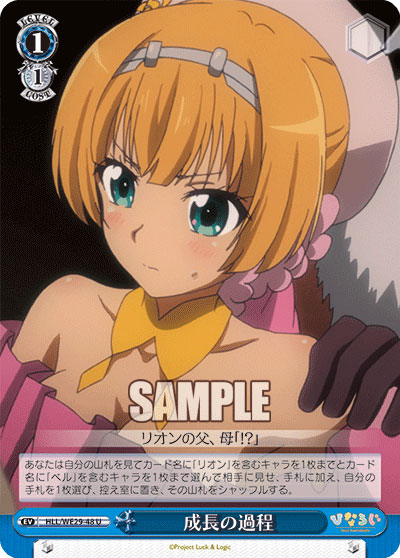 LEVEL
1
1
COST
SAMPLE
リオンの父、母「!?」
あなたは自分の山札を見てカード名に「リオン」を含むキャラを1枚までとカード
名に「ベル」を含むキャラを1枚まで選んで相手に見せ、手札に加え、自分の
手札を1枚選び、控え室に置き、その山札をシャッフルする。
EV HLL/WE29-48 U
成長の過程
ひなろじ
©Project Luck & Logic